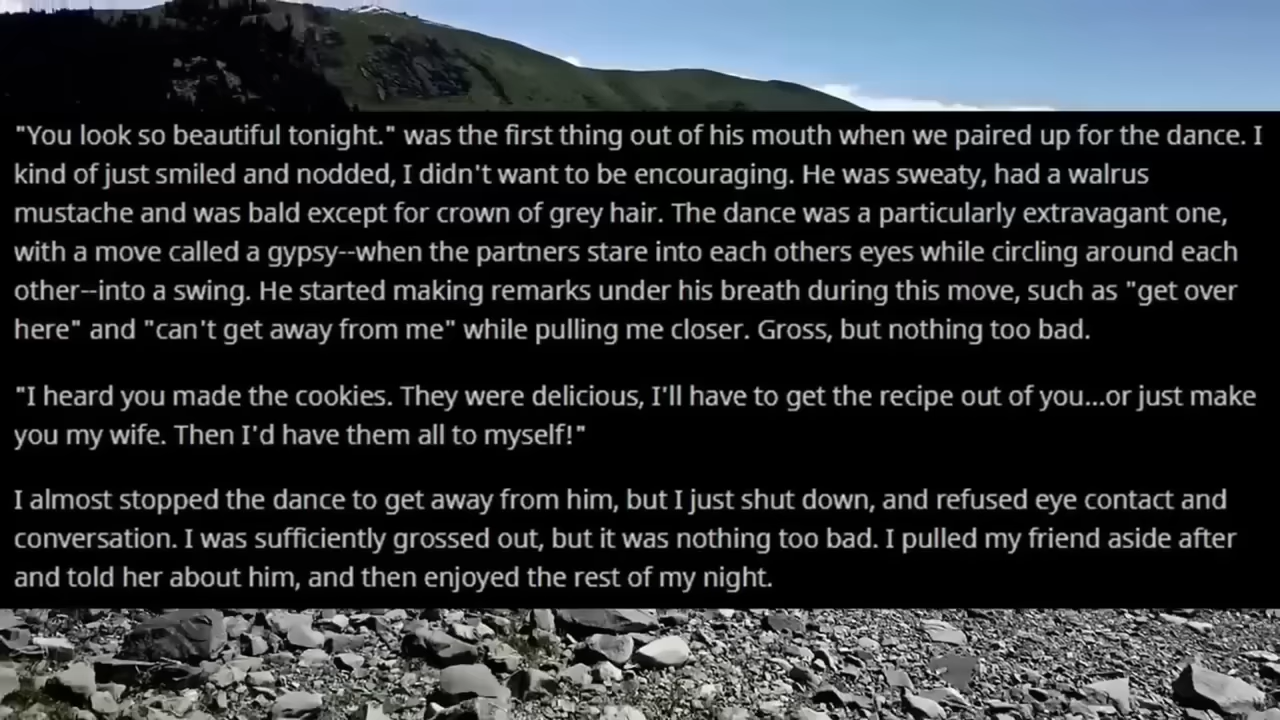 "You look so beautiful tonight." was the first thing out of his mouth when we paired up for the dance. I
kind of just smiled and nodded, I didn't want to be encouraging. He was sweaty, had a walrus
mustache and was bald except for crown of grey hair. The dance was a particularly extravagant one,
with a move called a gypsy--when the partners stare into each others eyes while circling around each
other--into a swing. He started making remarks under his breath during this move, such as "get over
here" and "can't get away from me" while pulling me closer. Gross, but nothing too bad.
"I heard you made the cookies. They were delicious, I'll have to get the recipe out of you...or just make
you my wife. Then I'd have them all to myself!"
I almost stopped the dance to get away from him, but I just shut down, and refused eye contact and
conversation. I was sufficiently grossed out, but it was nothing too bad. I pulled my friend aside after
and told her about him, and then enjoyed the rest of my night.